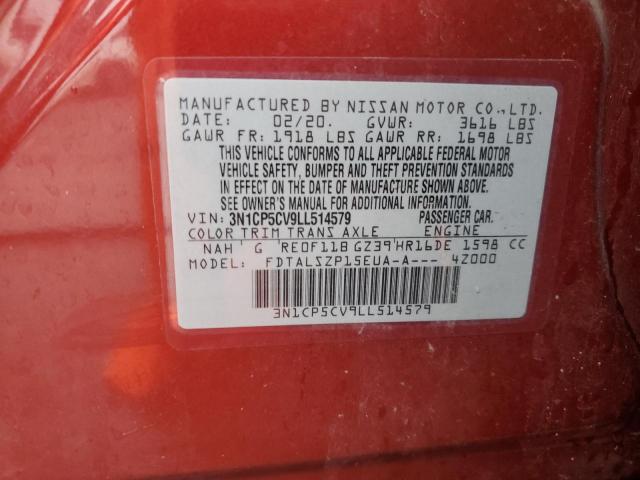 MANUFACTURED BY NISSAN MOTOR CO., LTD.
DATE: 02/20. GVWR: 3616 LBS
GAWR FR: 1918 LBS GAWR RR: 1698 LBS
THIS VEHICLE CONFORMS TO ALL APPLICABLE FEDERAL MOTOR
VEHICLE SAFETY, BUMPER AND THEFT PREVENTION STANDARDS
IN EFFECT ON THE DATE OF MANUFACTURE SHOWN ABOVE.
SEE OWNER'S MANUAL FOR ADDITIONAL INFORMATION
VIN: 3N1CP5CV9LL514579 PASSENGER CAR.
COLOR TRIM TRANS AXLE ENGINE
NAH ' G RE0F11B GZ39 'HR16DE 1598 CC
MODEL: FDTALSZP15EUA-A--- 4Z000
3N1CP5CV9LL514579